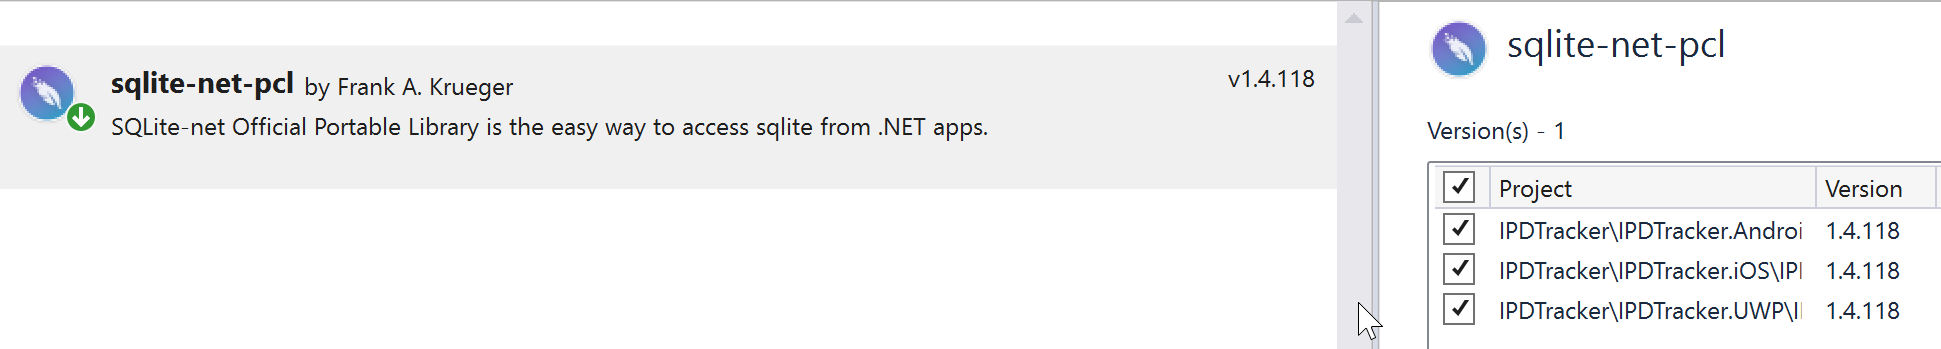 sqlite-net-pcl by Frank A. Krueger v1.4.118
SQLite-net Official Portable Library is the easy way to access sqlite from .NET apps.
sqlite-net-pcl
Version(s) - 1
Project Version
IPDTracker\IPDTracker.Androi 1.4.118
IPDTracker\IPDTracker.iOS\IPI 1.4.118
IPDTracker\IPDTracker.UWP\II 1.4.118